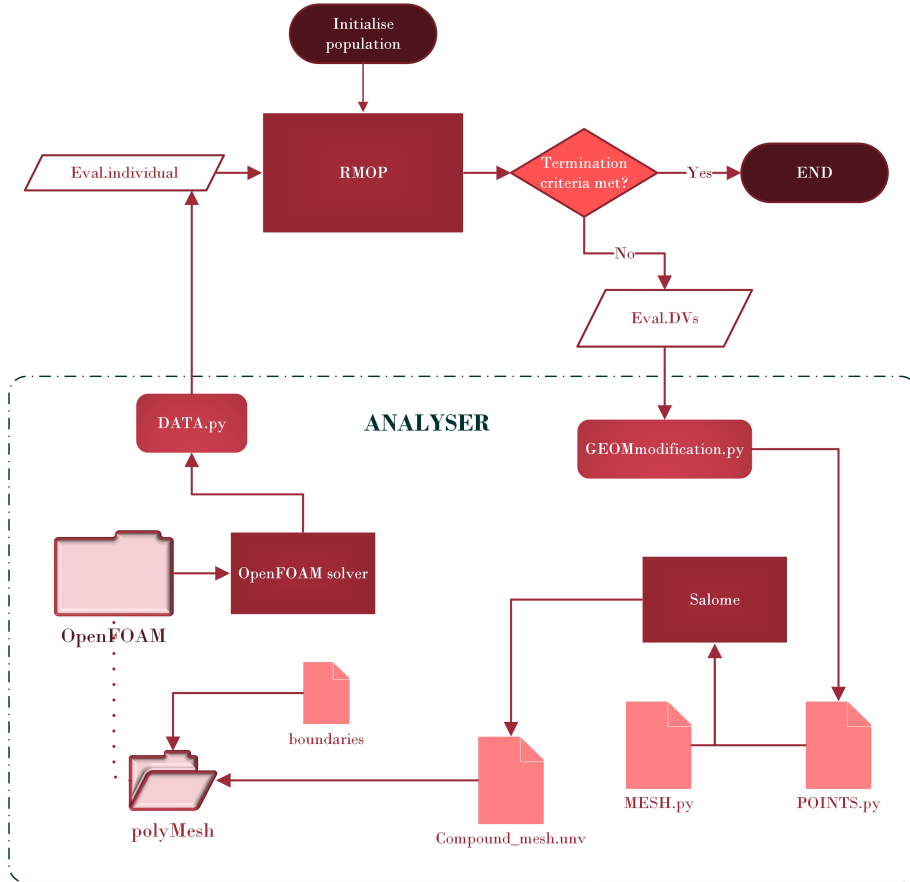 Initialise
population
Eval.individual
RMOP
Termination
criteria met?
Yes
END
No
Eval.DVs
ANALYSER
DATA.py
GEOMmodification.py
OpenFOAM solver
OpenFOAM
Salome
boundaries
polyMesh
Compound_mesh.unv
MESH.py
POINTS.py